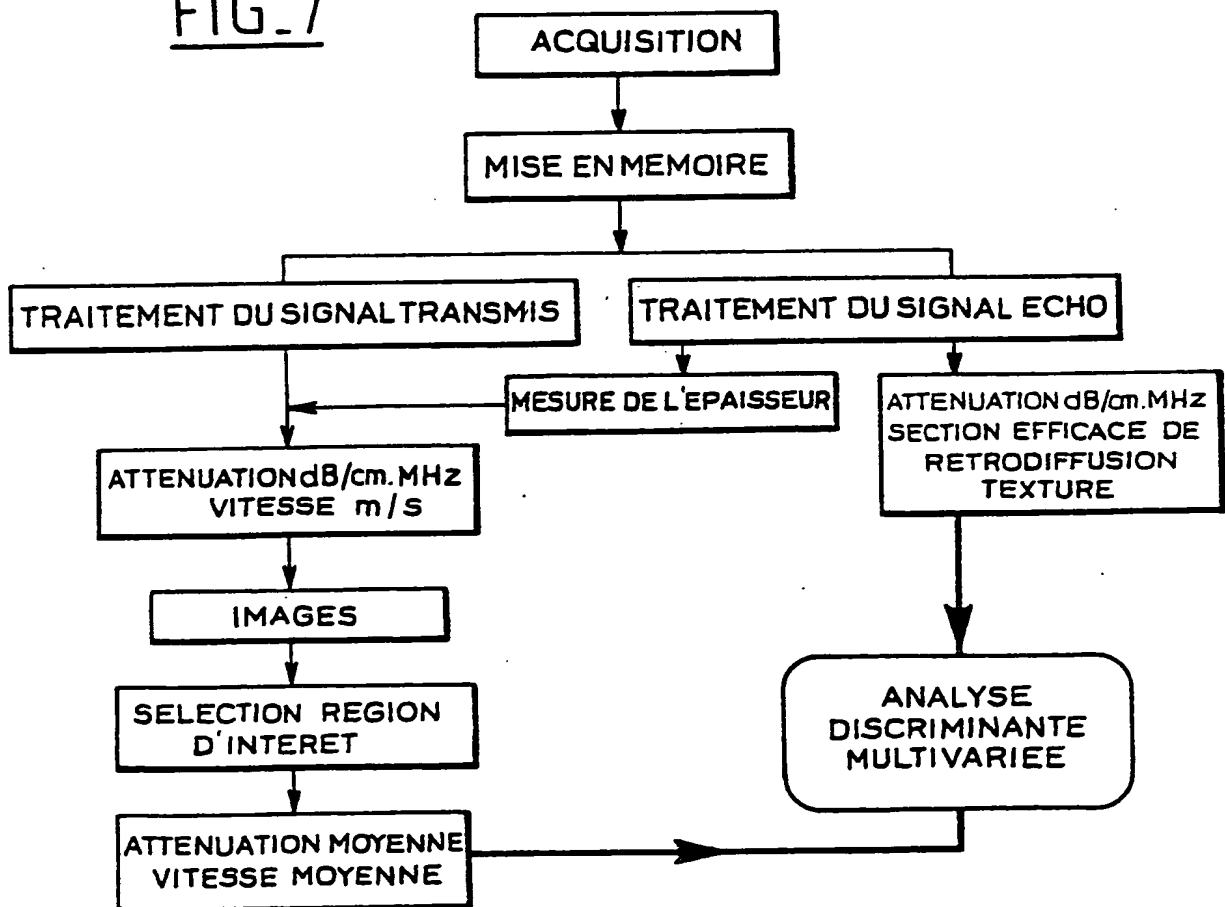 FIG_7
ACQUISITION
MISE EN MEMOIRE
TRAITEMENT DU SIGNAL TRANSMIS
TRAITEMENT DU SIGNAL ECHO
MESURE DE L'EPAISSEUR
ATTENUATION dB/cm.MHz
SECTION EFFICACE DE
RETRODIFFUSION
TEXTURE
ATTENUATION dB/cm.MHz
VITESSE m/s
IMAGES
SELECTION REGION
D'INTERET
ANALYSE
DISCRIMINANTE
MULTIVARIEE
ATTENUATION MOYENNE
VITESSE MOYENNE